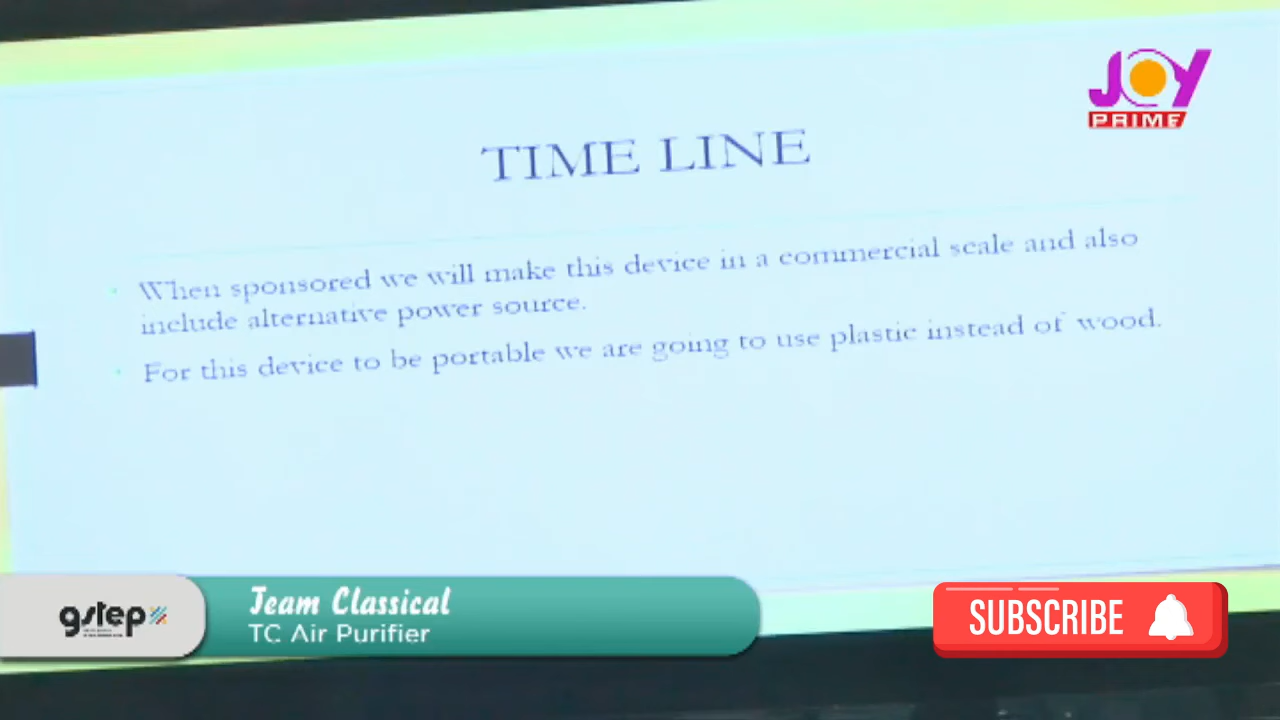 JOY
PRIME
TIME LINE
When sponsored we will make this device in a commercial scale and also
include alternative power source.
For this device to be portable we are going to use plastic instead of wood.
gstep
Team Classical
TC Air Purifier
SUBSCRIBE